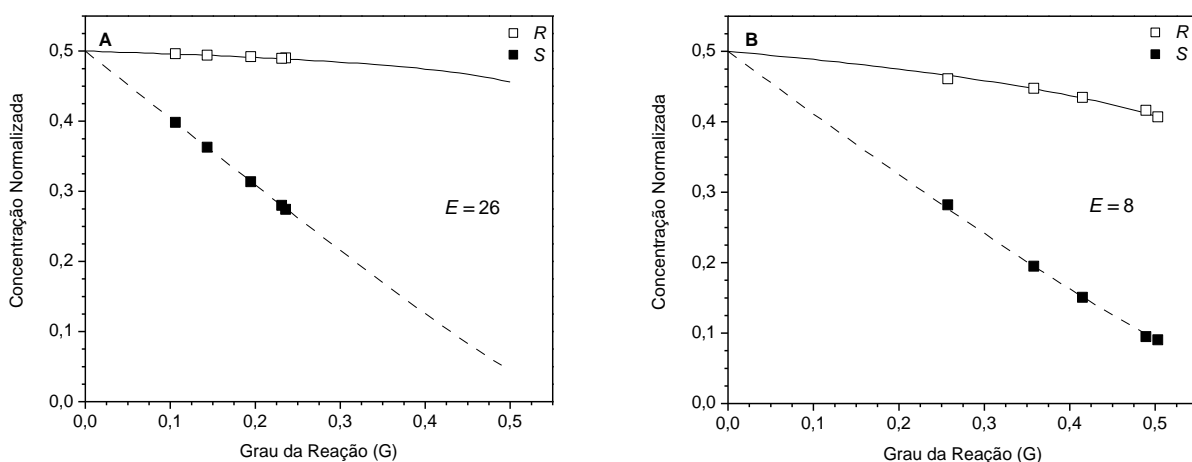 A
R
S
0,5
0,4
0,3
0,2
0,1
0,0
Concentração Normalizada
E = 26
0,0 0,1 0,2 0,3 0,4 0,5
Grau da Reação (G)
B
R
S
0,5
0,4
0,3
0,2
0,1
0,0
Concentração Normalizada
E = 8
0,0 0,1 0,2 0,3 0,4 0,5
Grau da Reação (G)